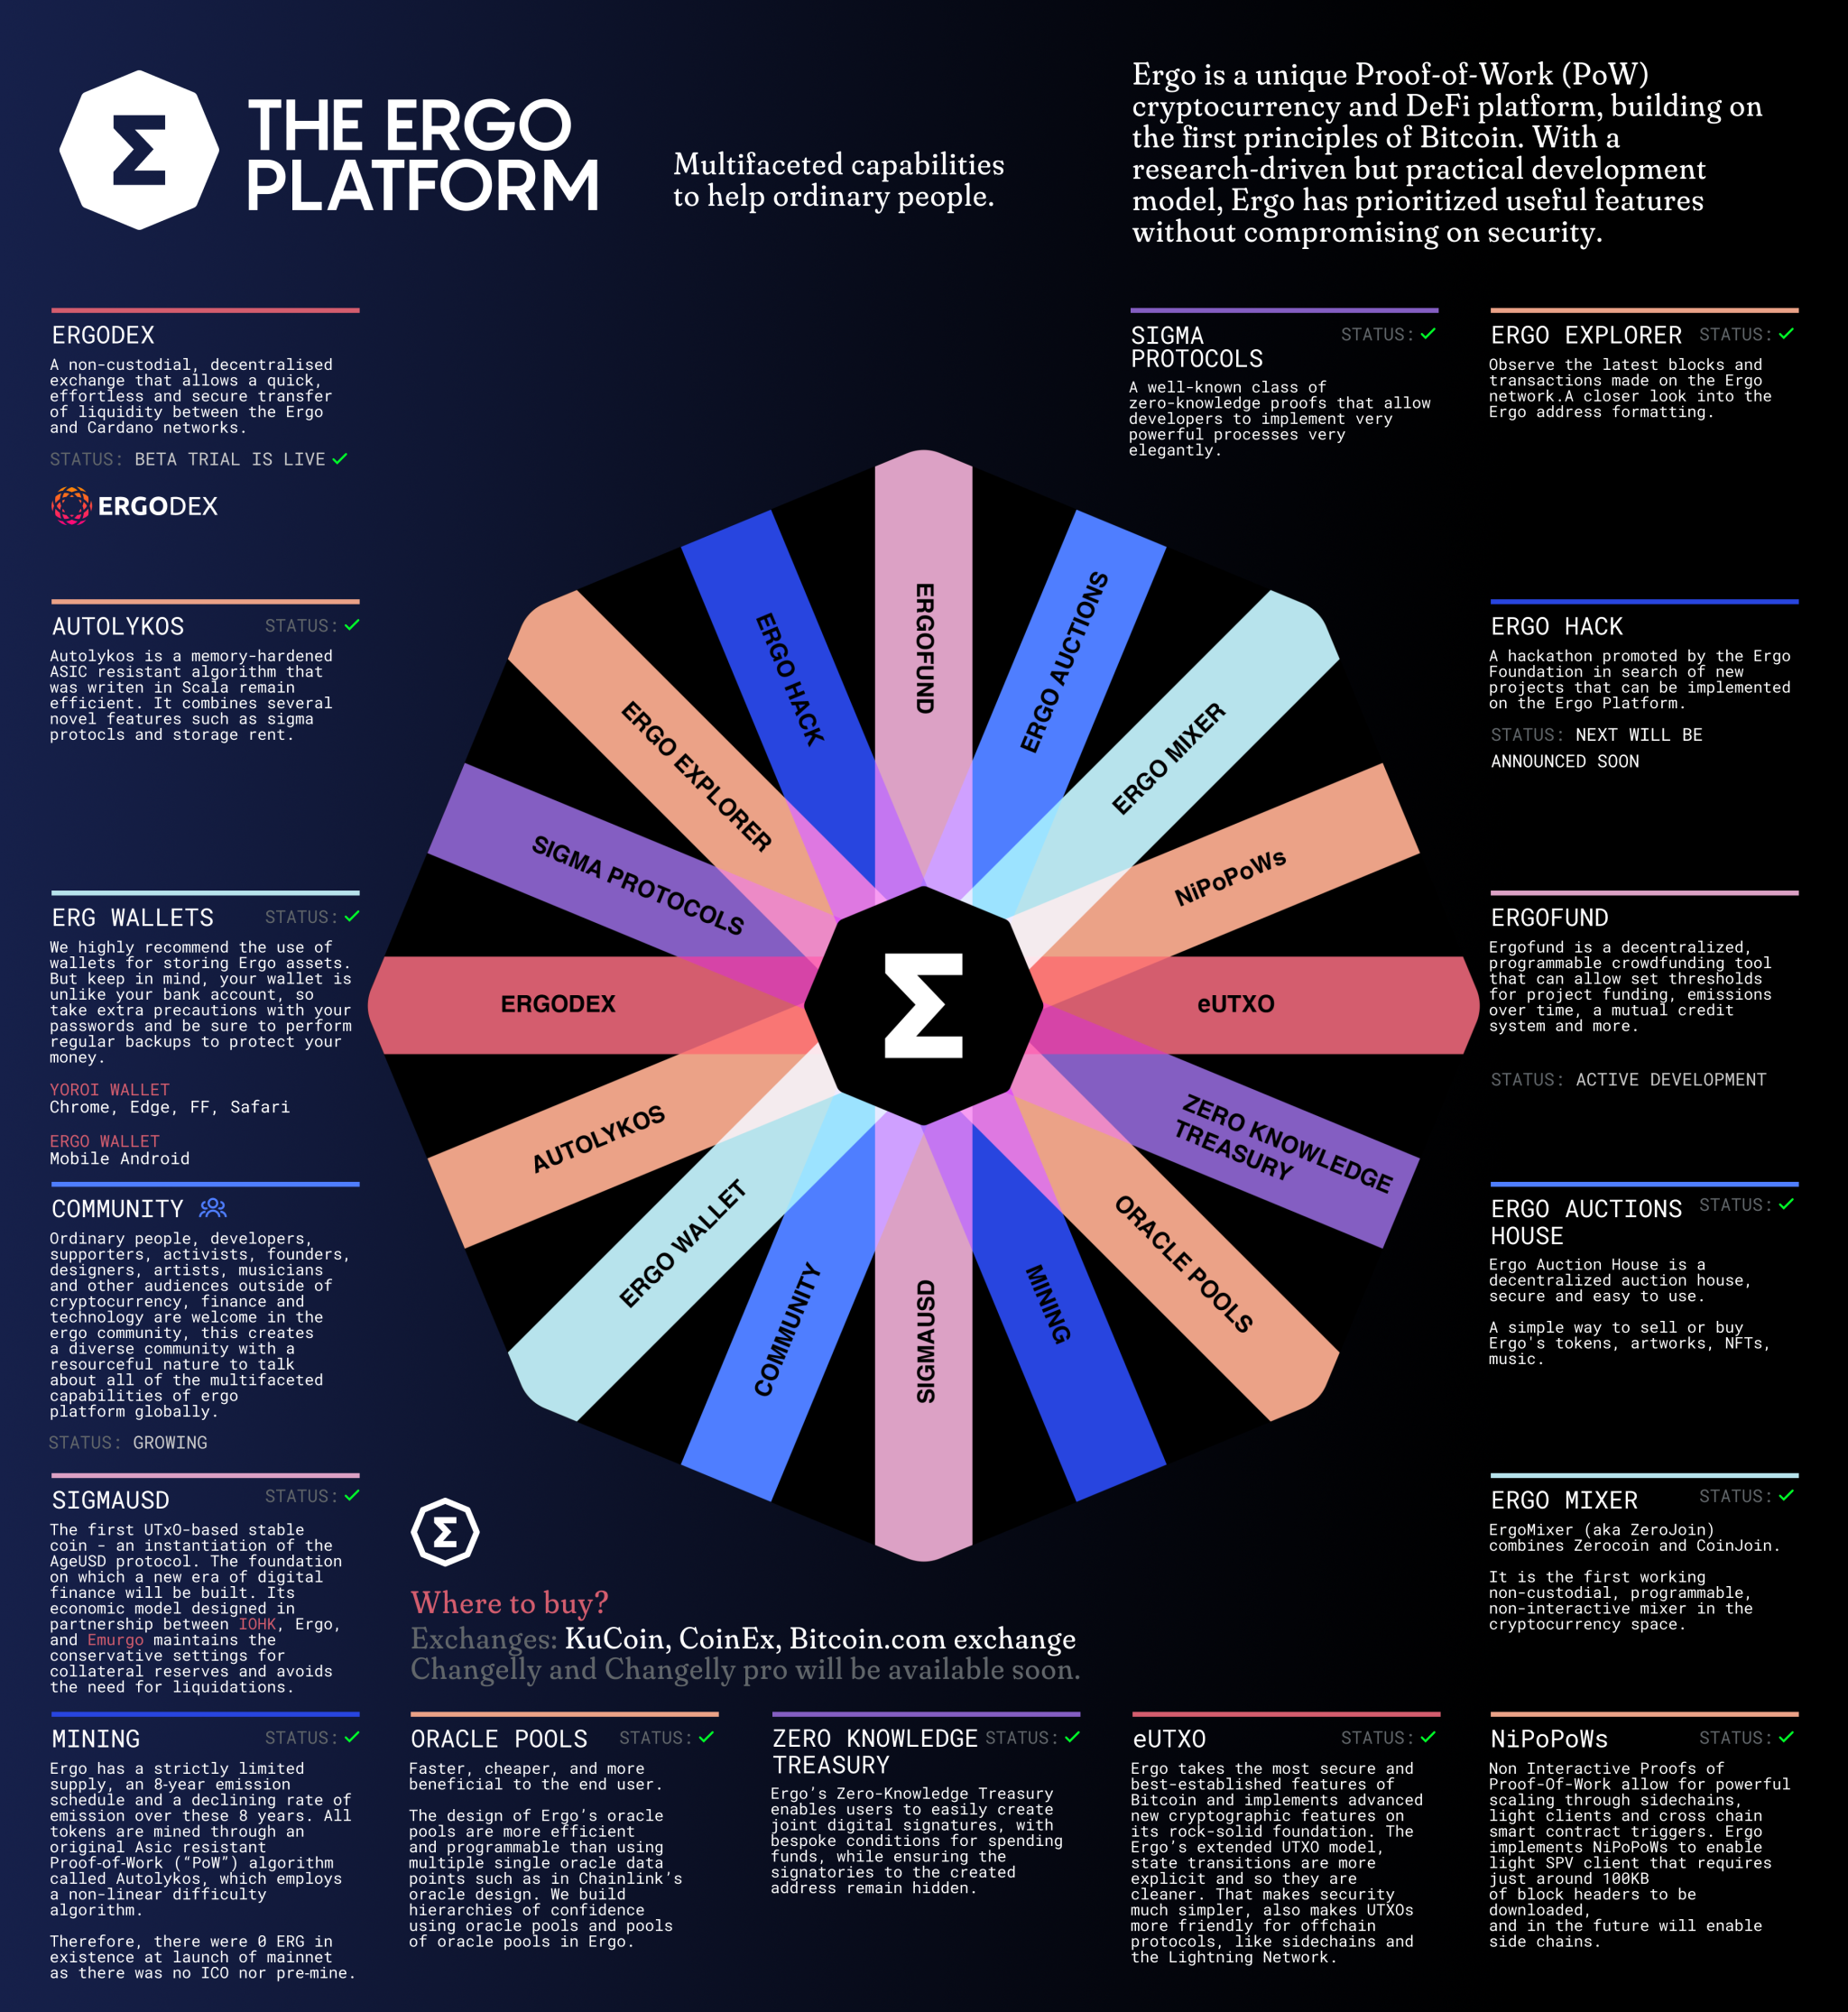 Σ
THE ERGO
PLATFORM
Multifaceted capabilities
to help ordinary people.
Ergo is a unique Proof-of-Work (PoW)
cryptocurrency and DeFi platform, building on
the first principles of Bitcoin. With a
research-driven but practical development
model, Ergo has prioritized useful features
without compromising on security.
ERGODEX
A non-custodial, decentralised
exchange that allows a quick,
effortless and secure transfer
of liquidity between the Ergo
and Cardano networks.
STATUS: BETA TRIAL IS LIVE ✓
ERGODEX
SIGMA
PROTOCOLS
STATUS: ✓
A well-known class of
zero-knowledge proofs that allow
developers to implement very
powerful processes very
elegantly.
ERGO EXPLORER STATUS: ✓
Observe the latest blocks and
transactions made on the Ergo
network.A closer look into the
Ergo address formatting.
AUTOLYKOS STATUS: ✓
Autolykos is a memory-hardened
ASIC resistant algorithm that
was writen in Scala remain
efficient. It combines several
novel features such as sigma
protocls and storage rent.
ERGO HACK
A hackathon promoted by the Ergo
Foundation in search of new
projects that can be implemented
on the Ergo Platform.
STATUS: NEXT WILL BE
ANNOUNCED SOON
ERG WALLETS STATUS: ✓
We highly recommend the use of
wallets for storing Ergo assets.
But keep in mind, your wallet is
unlike your bank account, so
take extra precautions with your
passwords and be sure to perform
regular backups to protect your
money.
YOROI WALLET
Chrome, Edge, FF, Safari
ERGO WALLET
Mobile Android
ERGOFUND
Ergofund is a decentralized,
programmable crowdfunding tool
that can allow set thresholds
for project funding, emissions
over time, a mutual credit
system and more.
STATUS: ACTIVE DEVELOPMENT
ERGOFUND
ERGO AUCTIONS
ERGO MIXER
NiPoPoWs
eUTXO
ZERO KNOWLEDGE
TREASURY
ORACLE POOLS
MINING
SIGMAUSD
COMMUNITY
ERGO WALLET
AUTOLYKOS
ERGODEX
SIGMA PROTOCOLS
ERGO EXPLORER
ERGO HACK
Σ
COMMUNITY
Ordinary people, developers,
supporters, activists, founders,
designers, artists, musicians
and other audiences outside of
cryptocurrency, finance and
technology are welcome in the
ergo community, this creates
a diverse community with a
resourceful nature to talk
about all of the multifaceted
capabilities of ergo
platform globally.
STATUS: GROWING
ERGO AUCTIONS
HOUSE
STATUS: ✓
Ergo Auction House is a
decentralized auction house,
secure and easy to use.
A simple way to sell or buy
Ergo's tokens, artworks, NFTs,
music.
SIGMAUSD STATUS: ✓
The first UTxO-based stable
coin - an instantiation of the
AgeUSD protocol. The foundation
on which a new era of digital
finance will be built. Its
economic model designed in
partnership between IOHK, Ergo,
and Emurgo maintains the
conservative settings for
collateral reserves and avoids
the need for liquidations.
Σ
Where to buy?
Exchanges: KuCoin, CoinEx, Bitcoin.com exchange
Changelly and Changelly pro will be available soon.
ERGO MIXER STATUS: ✓
ErgoMixer (aka ZeroJoin)
combines Zerocoin and CoinJoin.
It is the first working
non-custodial, programmable,
non-interactive mixer in the
cryptocurrency space.
MINING STATUS: ✓
Ergo has a strictly limited
supply, an 8-year emission
schedule and a declining rate of
emission over these 8 years. All
tokens are mined through an
original Asic resistant
Proof-of-Work (“PoW”) algorithm
called Autolykos, which employs
a non-linear difficulty
algorithm.
Therefore, there were 0 ERG in
existence at launch of mainnet
as there was no ICO nor pre-mine.
ORACLE POOLS STATUS: ✓
Faster, cheaper, and more
beneficial to the end user.
The design of Ergo’s oracle
pools are more efficient
and programmable than using
multiple single oracle data
points such as in Chainlink’s
oracle design. We build
hierarchies of confidence
using oracle pools and pools
of oracle pools in Ergo.
ZERO KNOWLEDGE STATUS: ✓
TREASURY
Ergo’s Zero-Knowledge Treasury
enables users to easily create
joint digital signatures, with
bespoke conditions for spending
funds, while ensuring the
signatories to the created
address remain hidden.
eUTXO STATUS: ✓
Ergo takes the most secure and
best-established features of
Bitcoin and implements advanced
new cryptographic features on
its rock-solid foundation. The
Ergo’s extended UTXO model,
state transitions are more
explicit and so they are
cleaner. That makes security
much simpler, also makes UTXOs
more friendly for offchain
protocols, like sidechains and
the Lightning Network.
NiPoPoWs STATUS: ✓
Non Interactive Proofs of
Proof-Of-Work allow for powerful
scaling through sidechains,
light clients and cross chain
smart contract triggers. Ergo
implements NiPoPoWs to enable
light SPV client that requires
just around 100KB
of block headers to be
downloaded,
and in the future will enable
side chains.